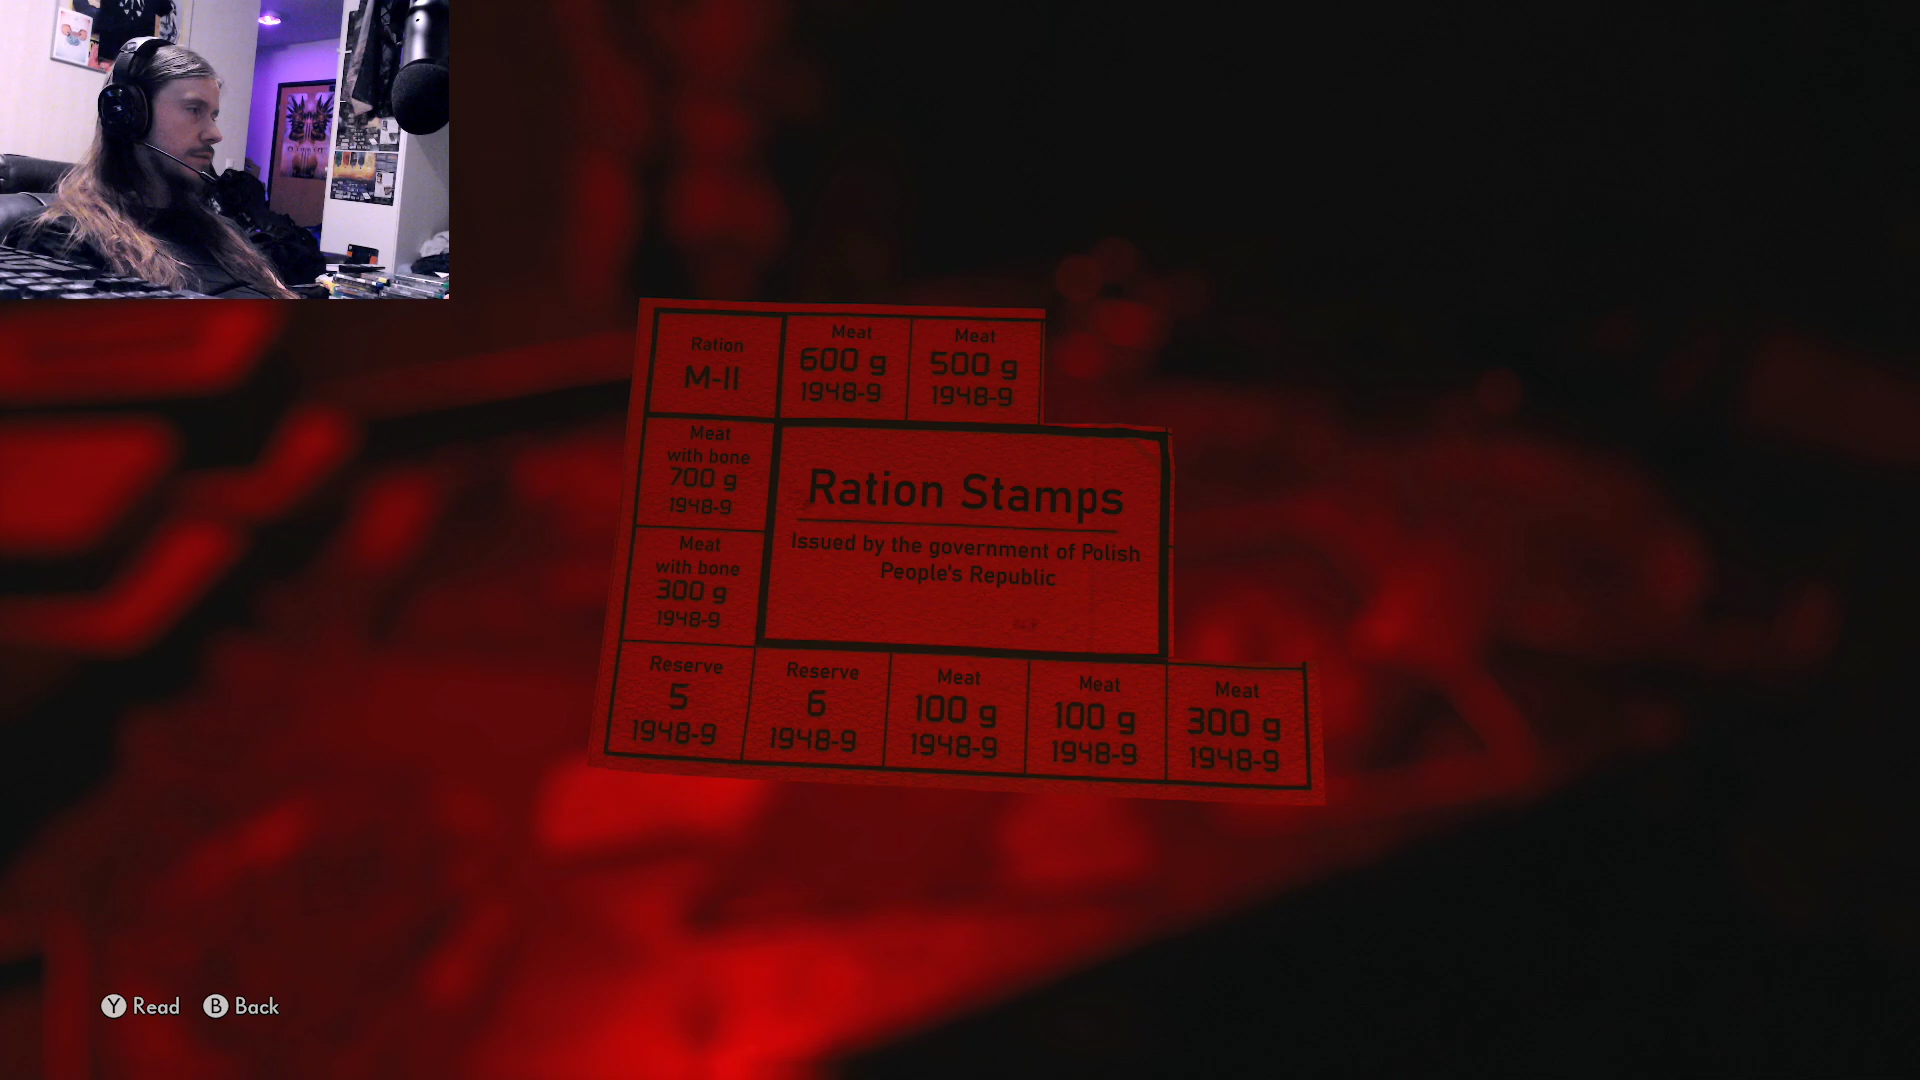 Ration
M-II
Meat
600 g
1948-9
Meat
500 g
1948-9
Meat
with bone
700 g
1948-9
Ration Stamps
Issued by the government of Polish
People's Republic
Meat
with bone
300 g
1948-9
Reserve
5
1948-9
Reserve
6
1948-9
Meat
100 g
1948-9
Meat
100 g
1948-9
Meat
300 g
1948-9
Y Read B Back